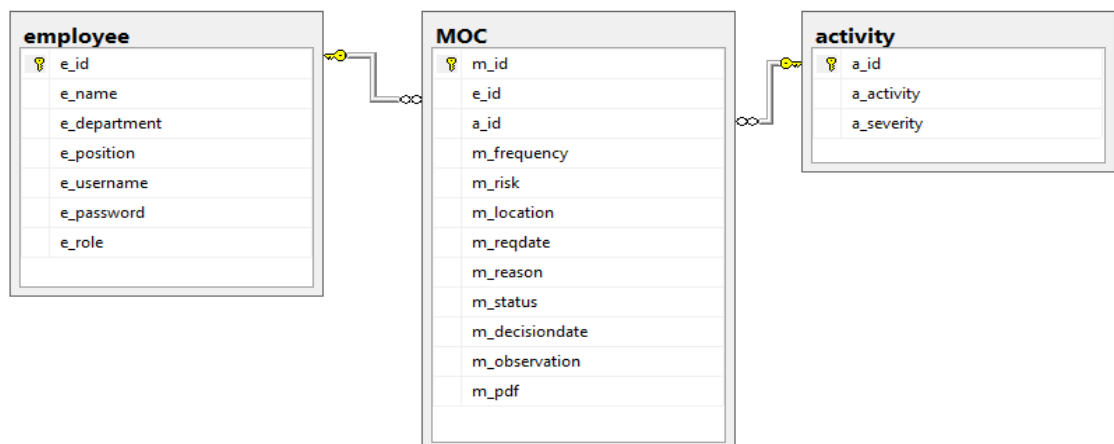 employee
e_id
e_name
e_department
e_position
e_username
e_password
e_role
MOC
m_id
e_id
a_id
m_frequency
m_risk
m_location
m_reqdate
m_reason
m_status
m_decisiondate
m_observation
m_pdf
activity
a_id
a_activity
a_severity